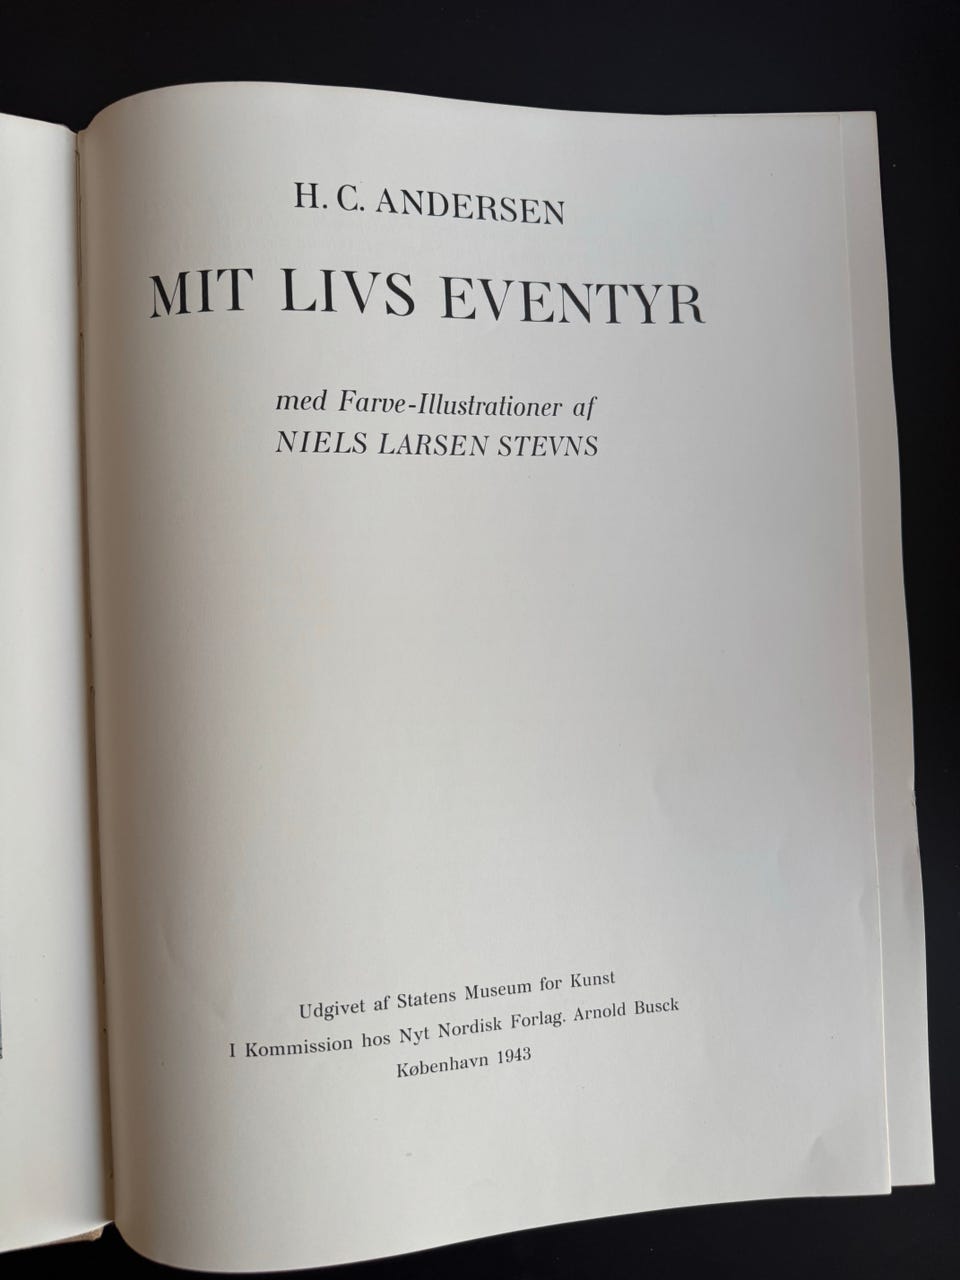 H. C. ANDERSEN
MIT LIVS EVENTYR
med Farve-Illustrationer af
NIELS LARSEN STEVNS
Udgivet af Statens Museum for Kunst
I Kommission hos Nyt Nordisk Forlag. Arnold Busck
København 1943